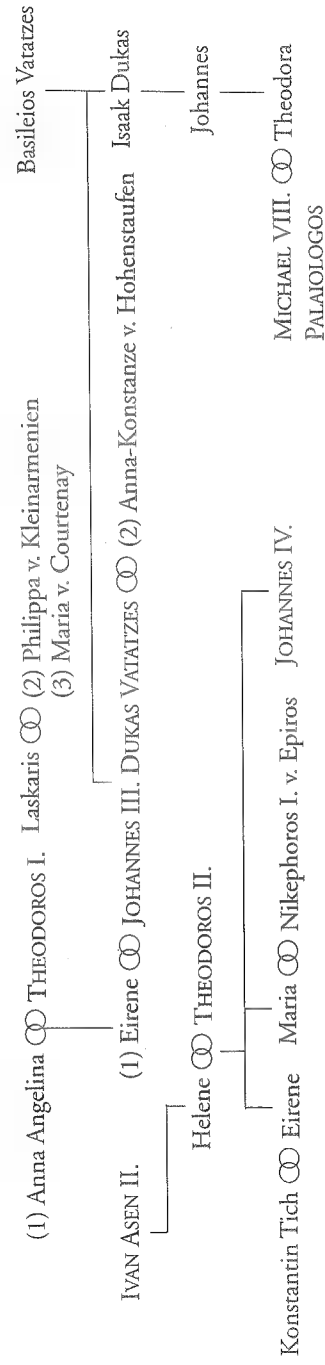 Basileios Vatatzes
(1) Anna Angelina ⚭ THEODOROS I. Laskaris ⚭ (2) Philippa v. Kleinarmenien
(3) Maria v. Courtenay
IVAN ASEN II.
(1) Eirene ⚭ JOHANNES III. DUKAS VATATZES ⚭ (2) Anna-Konstanze v. Hohenstaufen
Isaak Dukas
Helene ⚭ THEODOROS II.
Johannes
Konstantin Tich ⚭ Eirene
Maria ⚭ Nikephoros I. v. Epiros
JOHANNES IV.
MICHAEL VIII. ⚭ Theodora
PALAIOLOGOS